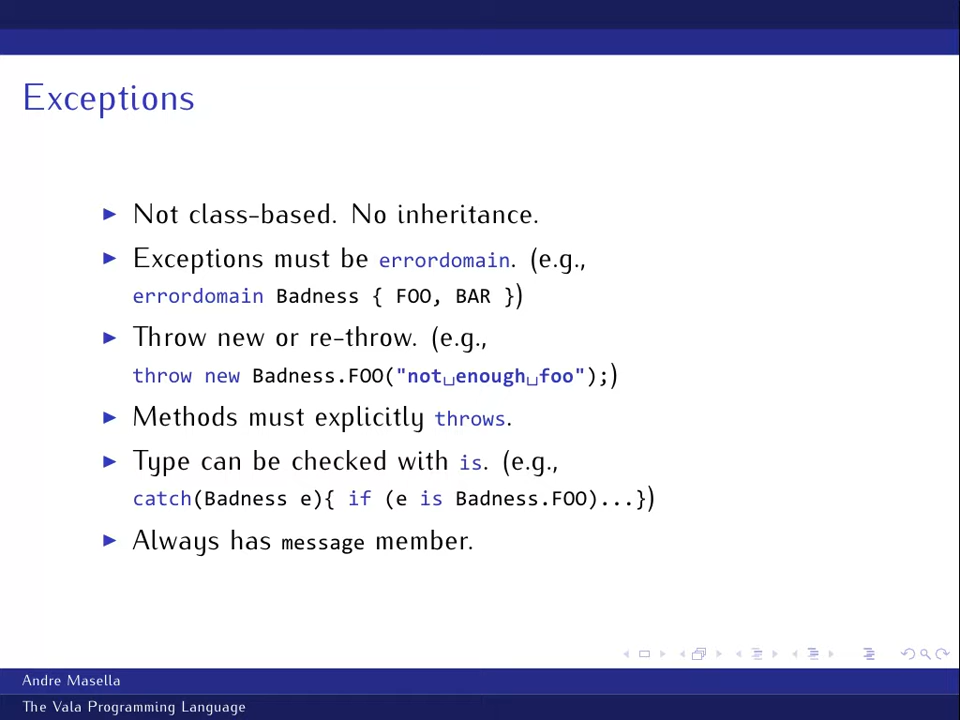 Exceptions
Not class-based. No inheritance.
Exceptions must be errordomain. (e.g.,
errordomain Badness { FOO, BAR })
Throw new or re-throw. (e.g.,
throw new Badness.FOO("not␣enough␣foo");)
Methods must explicitly throws.
Type can be checked with is. (e.g.,
catch(Badness e){ if (e is Badness.FOO)...})
Always has message member.
Andre Masella
The Vala Programming Language